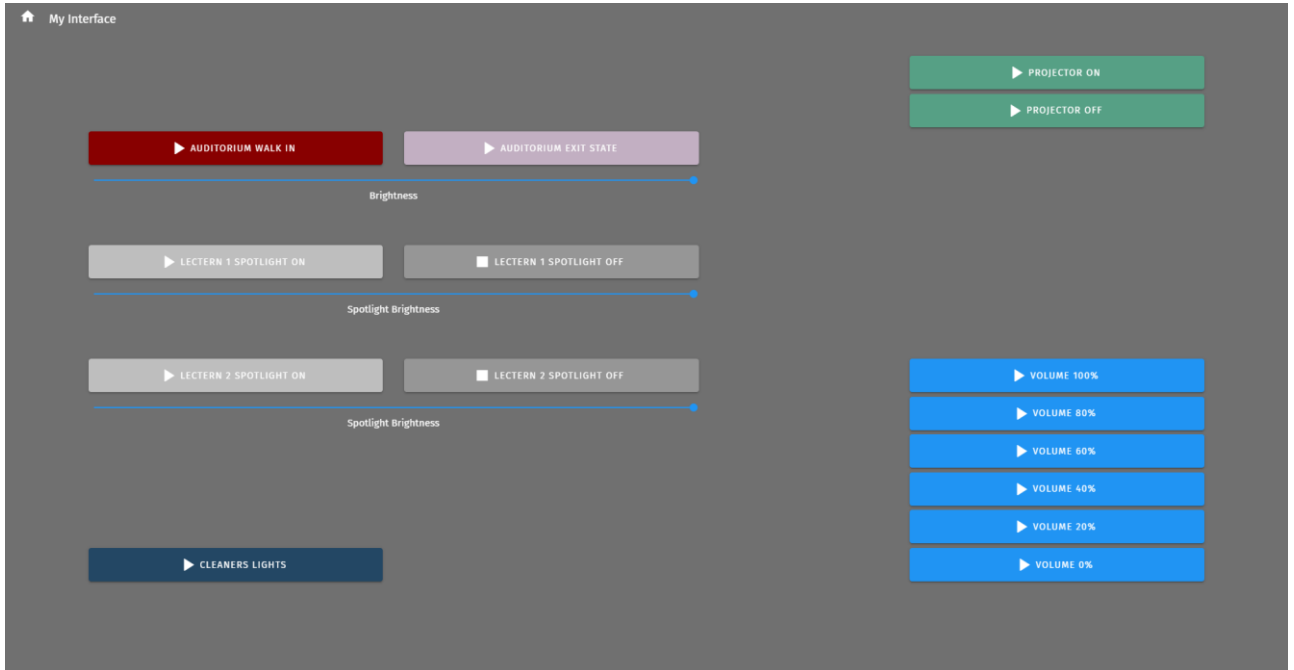 My Interface
PROJECTOR ON
PROJECTOR OFF
AUDITORIUM WALK IN
AUDITORIUM EXIT STATE
Brightness
LECTERN 1 SPOTLIGHT ON
LECTERN 1 SPOTLIGHT OFF
Spotlight Brightness
LECTERN 2 SPOTLIGHT ON
LECTERN 2 SPOTLIGHT OFF
Spotlight Brightness
VOLUME 100%
VOLUME 80%
VOLUME 60%
VOLUME 40%
VOLUME 20%
CLEANERS LIGHTS
VOLUME 0%